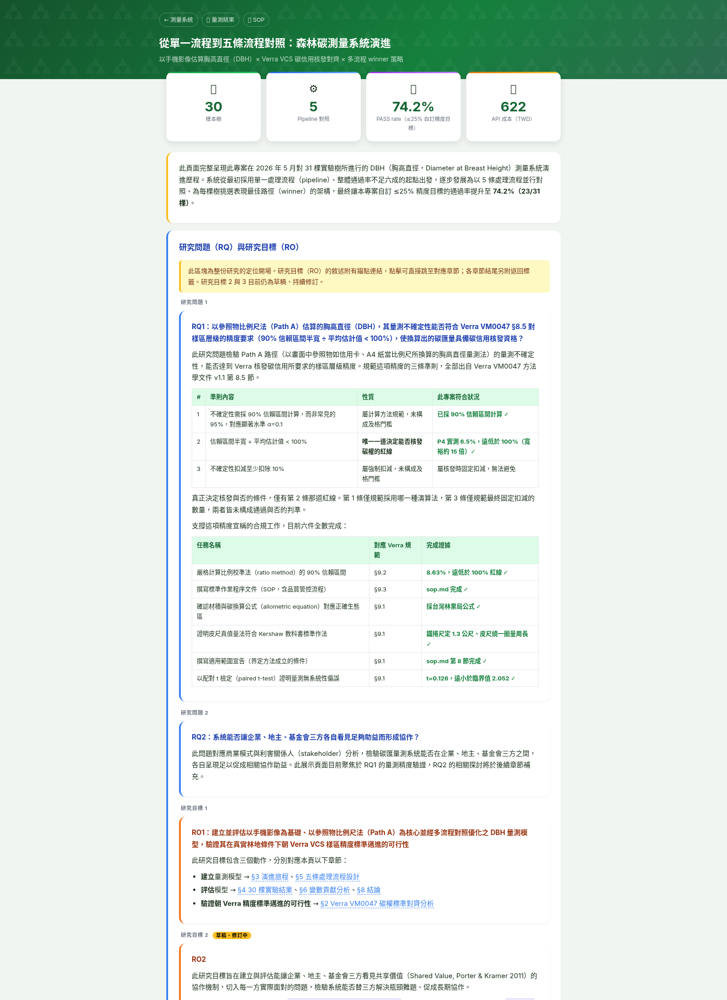 ← 測量系統 量測結果 SOP
從單一流程到五條流程對照：森林碳測量系統演進
以手機影像估算胸高直徑（DBH）× Verra VCS 碳信用核發對齊 × 多流程 winner 策略
30
樣本樹
5
Pipeline 對照
74.2%
PASS rate（≤25% 自訂精度目
標）
622
API 成本（TWD）
此頁面完整呈現此專案在 2026 年 5 月對 31 棵實驗樹所進行的 DBH（胸高直徑，Diameter at Breast Height）測量系統演
進歷程。系統從最初採用單一處理流程（pipeline）、整體通過率不足六成的起點出發，逐步發展為以 5 條處理流程並行對
照、為每棵樹挑選表現最佳路徑（winner）的架構，最終讓本專案自訂 ≤25% 精度目標的通過率提升至 74.2%（23/31
棵）。
研究問題（RQ）與研究目標（RO）
此區塊為整份研究的定位開場。研究目標（RO）的敘述附有錨點連結，點擊可直接跳至對應章節；各章節結尾另附返回標
籤。研究目標 2 與 3 目前仍為草稿、持續修訂。
研究問題 1
RQ1：以參照物比例尺法（Path A）估算的胸高直徑（DBH），其量測不確定性能否符合 Verra VM0047 §8.5 對
樣區層級的精度要求（90% 信賴區間半寬 ÷ 平均估計值 < 100%），使換算出的碳匯量具備碳信用核發資格？
此研究問題檢驗 Path A 路徑（以畫面中參照物如信用卡、A4 紙當比例尺所換算的胸高直徑量測法）的量測不確定
性，能否達到 Verra 核發碳信用所要求的樣區層級精度。規範這項精度的三條準則，全部出自 Verra VM0047 方法
學文件 v1.1 第 8.5 節。
# 準則內容 性質 此專案符合狀況
1 不確定性需採 90% 信賴區間計算，而非常見的 屬計算方法規範，未構 已採 90% 信賴區間計算 ✓
95%，對應顯著水準 α=0.1 成及格門檻
2 信賴區間半寬 ÷ 平均估計值 < 100% 唯一一道決定能否核發 P4 實測 6.5%，遠低於 100%（寬
碳權的紅線 裕約 15 倍）✓
3 不確定性扣減至少扣除 10% 屬強制扣減，未構成及 屬核發時固定扣減，無法避免
格門檻
真正決定核發與否的條件，僅有第 2 條那道紅線。第 1 條僅規範採用哪一種演算法，第 3 條僅規範最終固定扣減的
數量，兩者皆未構成通過與否的判準。
支撐這項精度宣稱的合規工作，目前六件全數完成：
任務名稱 對應 Verra 規 完成證據
範
嚴格計算比例校準法（ratio method）的 90% 信賴區間 §9.2 8.63%，遠低於 100% 紅線 ✓
撰寫標準作業程序文件（SOP，含品質管控流程） §9.3 sop.md 完成 ✓
確認材積與碳換算公式（allometric equation）對應正確生態 §9.1 採台灣林業局公式 ✓
區
證明皮尺真值量法符合 Kershaw 教科書標準作法 §9.1 鐵捲尺定 1.3 公尺、皮尺繞一圈量周長
✓
撰寫適用範圍宣告（界定方法成立的條件） §9.1 sop.md 第 8 節完成 ✓
以配對 t 檢定（paired t-test）證明量測無系統性偏誤 §9.1 t=0.126，遠小於臨界值 2.052 ✓
研究問題 2
RQ2：系統能否讓企業、地主、基金會三方各自看見足夠助益而形成協作？
此問題對應商業模式與利害關係人（stakeholder）分析，檢驗碳匯量測系統能否在企業、地主、基金會三方之間，
各自呈現足以促成相關協作助益。此展示頁面目前聚焦於 RQ1 的量測精度驗證，RQ2 的相關探討將於後續章節補
充。
研究目標 1
RO1：建立並評估以手機影像為基礎、以參照物比例尺法（Path A）為核心並經多流程對照優化之 DBH 量測模
型，驗證其在真實林地條件下朝 Verra VCS 樣區精度標準邁進的可行性
此研究目標包含三個動作，分別對應本頁以下章節：
• 建立量測模型 → §3 演進旅程、§5 五條處理流程設計
• 評估模型 → §4 30 棵實驗結果、§6 變數貢獻分析、§8 結論
• 驗證朝 Verra 精度標準邁進的可行性 → §2 Verra VM0047 碳權標準對齊分析
研究目標 2 草稿、修訂中
RO2
此研究目標旨在建立與評估能讓企業、地主、基金會三方看見共享價值（Shared Value, Porter & Kramer 2011）的
協作機制，切入每一方實際面對的問題，檢驗系統能否替三方解決瓶頸難題、促成長期協作。